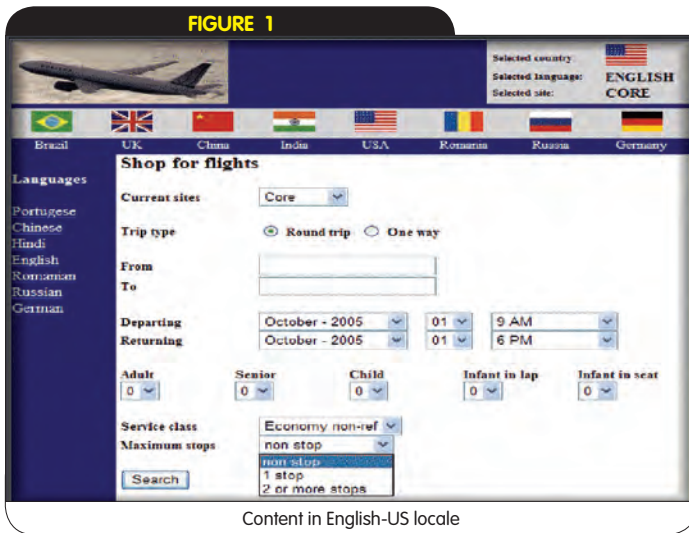 FIGURE 1
Selected country
Selected language: ENGLISH
Selected site: CORE
Brazil UK China India USA Romania Russia Germany
Shop for flights
Languages
Current sites Core
Portugese
Chinese
Trip type Round trip One way
Hindi
English
From
Romanian
To
Russian
German
Departing October - 2005 01 9 AM
Returning October - 2005 01 6 PM
Adult Senior Child Infant in lap Infant in seat
0 0 0 0 0
Service class Economy non-ref
Maximum stops non stop
non stop
1 stop
Search
2 or more stops
Content in English-US locale